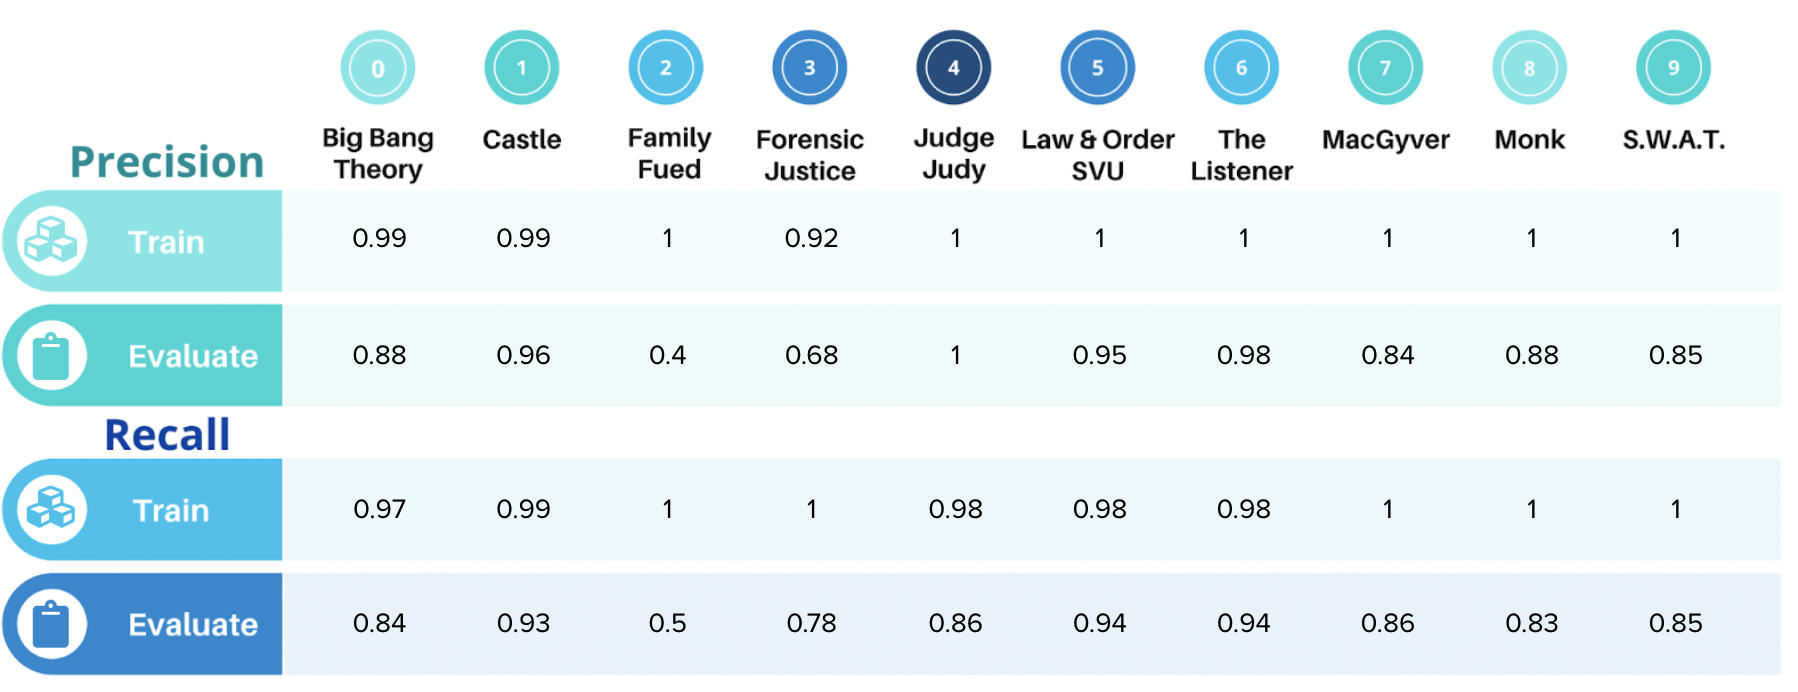 0 1 2 3 4 5 6 7 8 9
Big Bang Castle Family Forensic Judge Law & Order The MacGyver Monk S.W.A.T.
Theory Fued Justice Judy SVU Listener
Precision
Train 0.99 0.99 1 0.92 1 1 1 1 1 1
Evaluate 0.88 0.96 0.4 0.68 1 0.95 0.98 0.84 0.88 0.85
Recall
Train 0.97 0.99 1 1 0.98 0.98 0.98 1 1 1
Evaluate 0.84 0.93 0.5 0.78 0.86 0.94 0.94 0.86 0.83 0.85